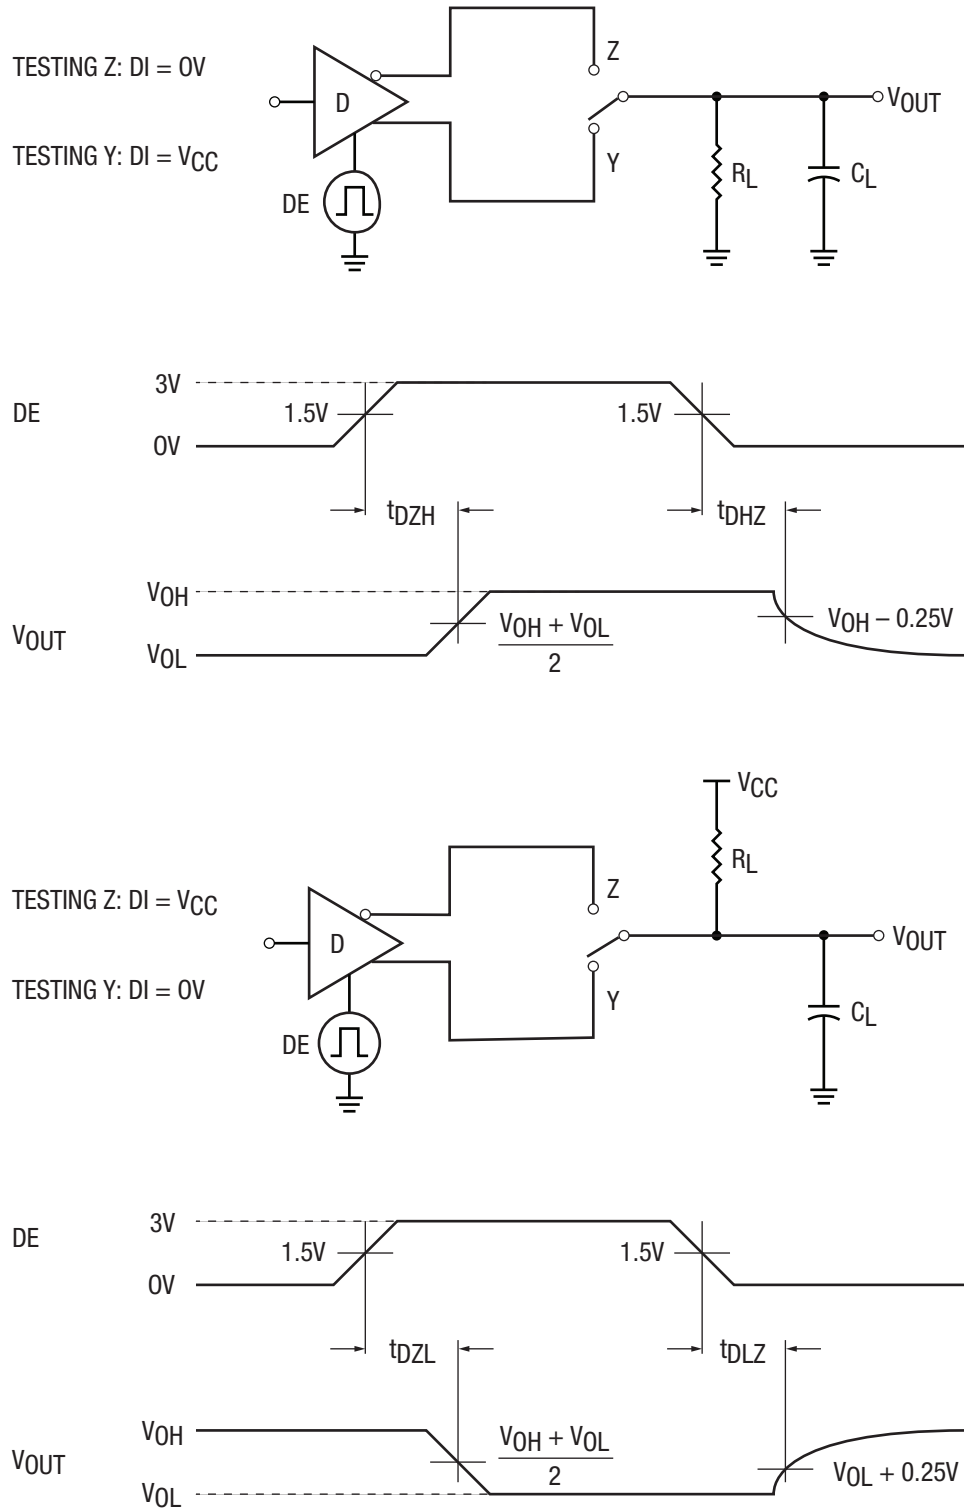 Z
TESTING Z: DI = 0V
D
VOUT
TESTING Y: DI = VCC
Y
RL
CL
DE
3V
DE
1.5V
1.5V
0V
tDZH
tDHZ
VOH
VOUT
VOH + VOL
2
VOH – 0.25V
VOL
VCC
RL
TESTING Z: DI = VCC
Z
D
VOUT
TESTING Y: DI = 0V
Y
CL
DE
3V
DE
1.5V
1.5V
0V
tDZL
tDLZ
VOH
VOH + VOL
2
VOUT
VOL + 0.25V
VOL